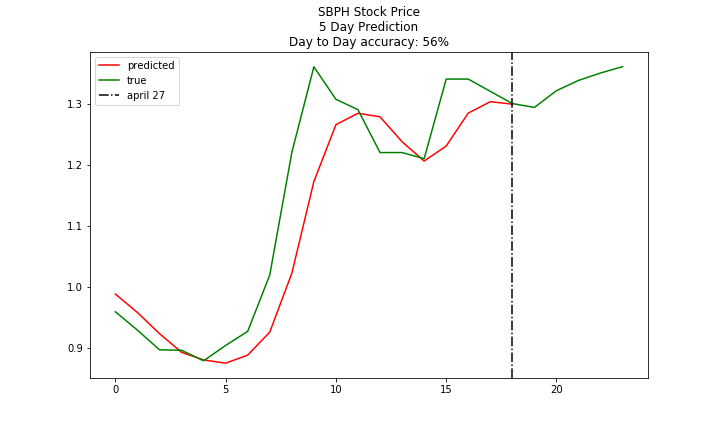 SBPH Stock Price
5 Day Prediction
Day to Day accuracy: 56%
predicted
true
april 27
1.3
1.2
1.1
1.0
0.9
0
5
10
15
20